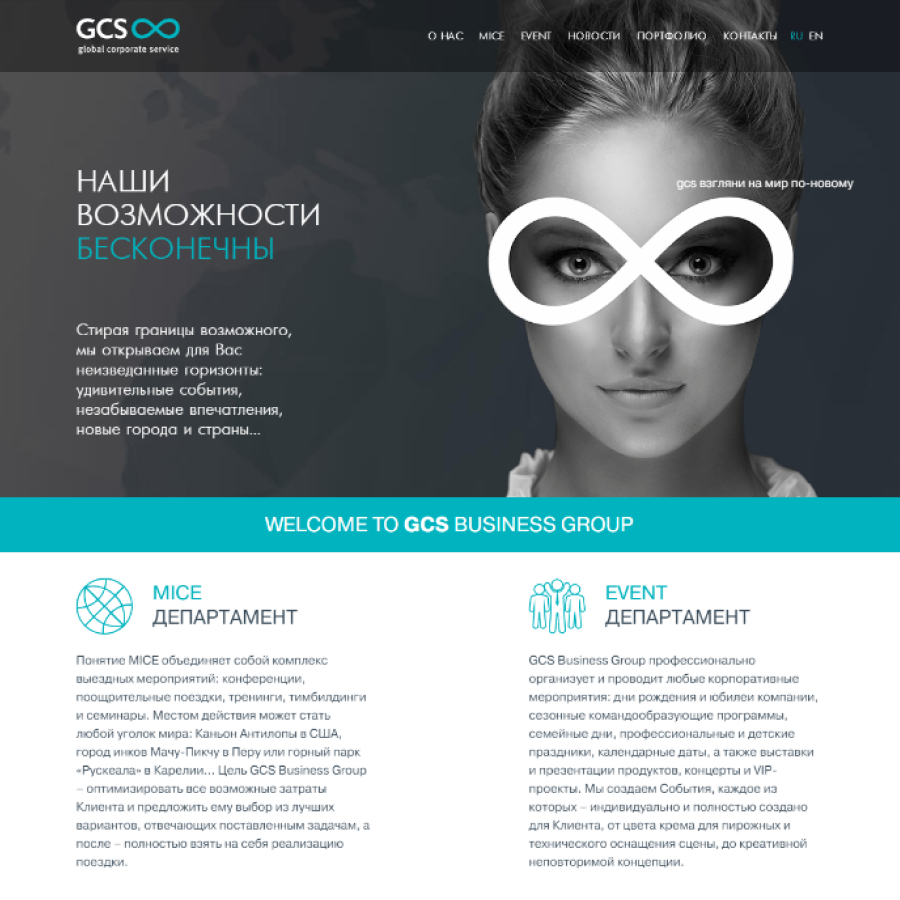 GCS
global corporate service
О НАС MICE EVENT НОВОСТИ ПОРТФОЛИО КОНТАКТЫ RU EN
НАШИ
ВОЗМОЖНОСТИ
БЕСКОНЕЧНЫ
gcs взгляни на мир по-новому
Стирая границы возможного,
мы открываем для Вас
неизведанные горизонты:
удивительные события,
незабываемые впечатления,
новые города и страны...
WELCOME TO GCS BUSINESS GROUP
MICE
ДЕПАРТАМЕНТ
Понятие MICE объединяет собой комплекс
выездных мероприятий: конференции,
поощрительные поездки, тренинги, тимбилдинги
и семинары. Местом действия может стать
любой уголок мира: Каньон Антилопы в США,
город инков Мачу-Пикчу в Перу или горный парк
«Рускеала» в Карелии... Цель GCS Business Group
– оптимизировать все возможные затраты
Клиента и предложить ему выбор из лучших
вариантов, отвечающих поставленным задачам, а
после – полностью взять на себя реализацию
поездки.
EVENT
ДЕПАРТАМЕНТ
GCS Business Group профессионально
организует и проводит любые корпоративные
мероприятия: дни рождения и юбилеи компании,
сезонные командообразующие программы,
семейные дни, профессиональные и детские
праздники, календарные даты, а также выставки
и презентации продуктов, концерты и VIP-
проекты. Мы создаем События, каждое из
которых – индивидуально и полностью создано
для Клиента, от цвета крема для пирожных и
технического оснащения сцены, до креативной
неповторимой концепции.